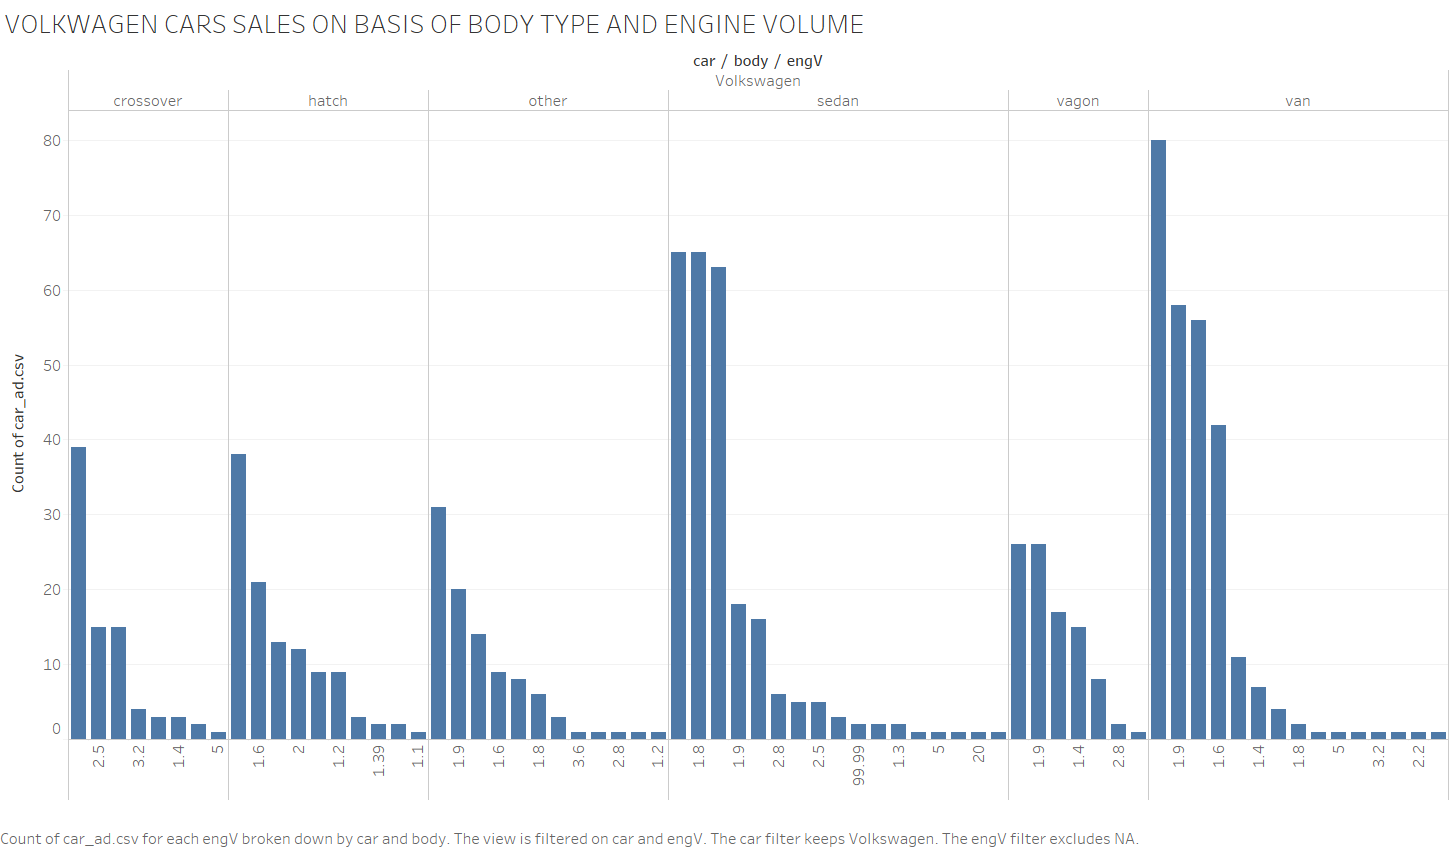 VOLKWAGEN CARS SALES ON BASIS OF BODY TYPE AND ENGINE VOLUME
car / body / engV
Volkswagen
crossover hatch other sedan vagon van
80
70
60
50
40
30
20
10
0
Count of car_ad.csv
2.5 3.2 1.4 5 1.6 2 1.2 1.39 1.1 1.9 1.6 1.8 3.6 2.8 1.2 1.8 1.9 2.8 2.5 99.99 1.3 5 20 1.9 1.4 2.8 1.9 1.6 1.4 1.8 5 3.2 2.2
Count of car_ad.csv for each engV broken down by car and body. The view is filtered on car and engV. The car filter keeps Volkswagen. The engV filter excludes NA.